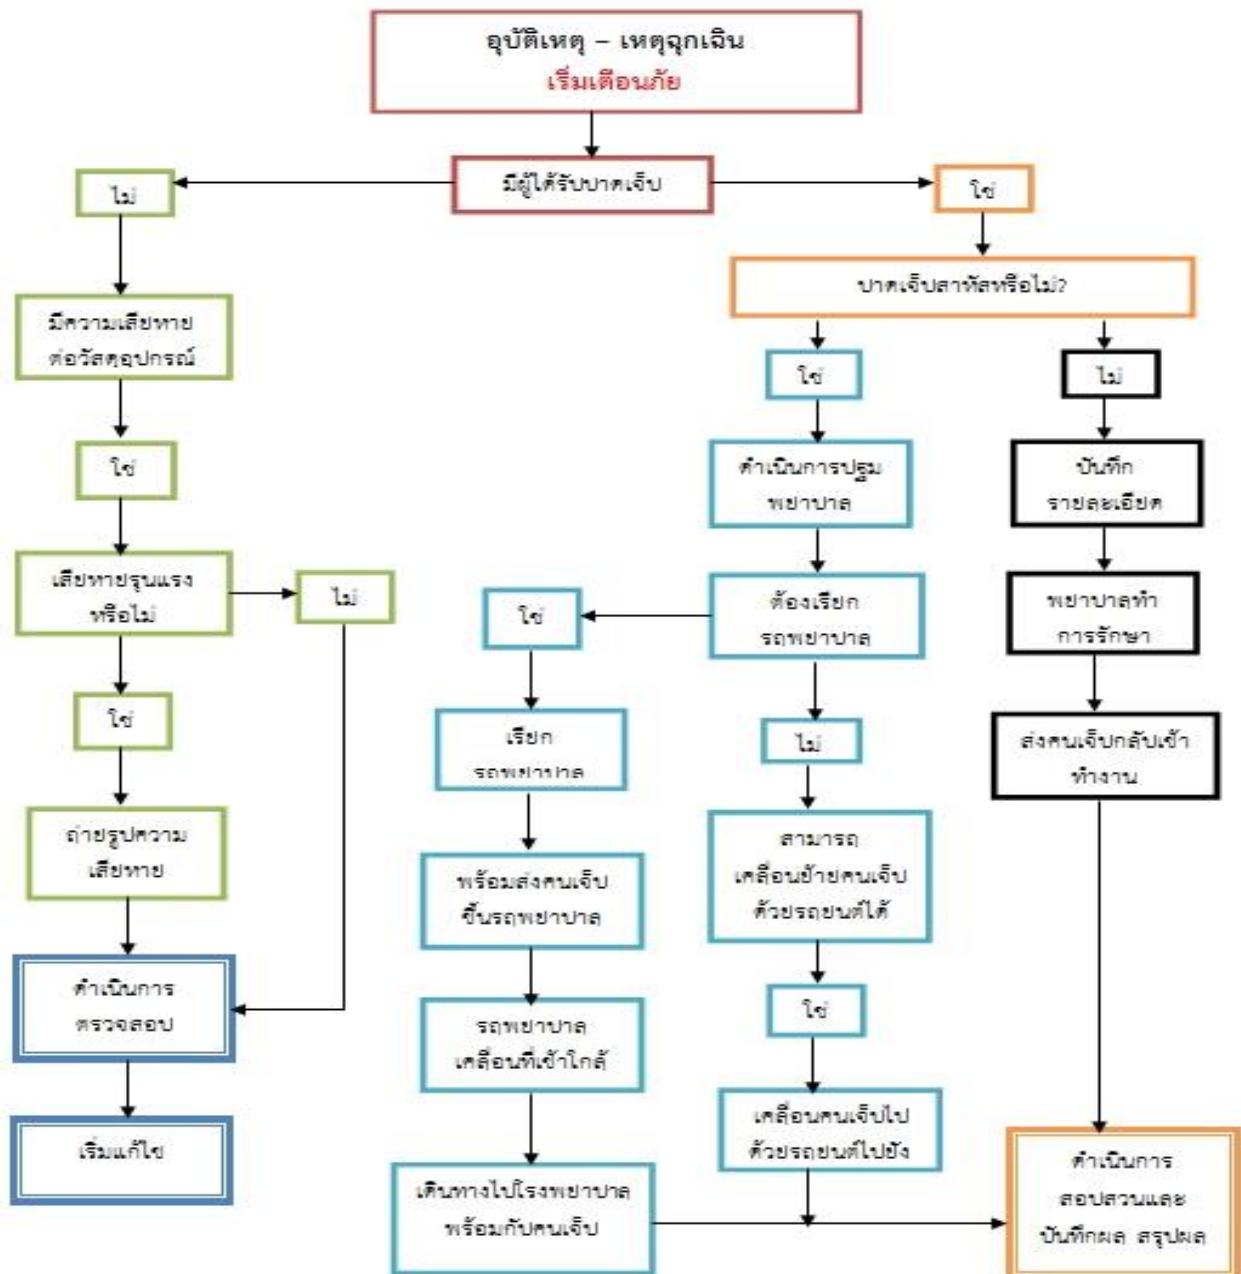 อุบัติเหตุ – เหตุฉุกเฉิน
เริ่มเตือนภัย
มีผู้ได้รับบาดเจ็บ
ไม่
ใช่
บาดเจ็บสาหัสหรือไม่?
มีความเสียหาย
ต่อวัสดุอุปกรณ์
ใช่
ไม่
ใช่
ดำเนินการปฐม
พยาบาล
บันทึก
รายละเอียด
เสียหายรุนแรง
หรือไม่
ไม่
ใช่
ต้องเรียก
รถพยาบาล
พยาบาลทำ
การรักษา
ใช่
เรียก
รถพยาบาล
ไม่
ส่งคนเจ็บกลับเข้า
ทำงาน
ถ่ายรูปความ
เสียหาย
พร้อมส่งคนเจ็บ
ขึ้นรถพยาบาล
สามารถ
เคลื่อนย้ายคนเจ็บ
ด้วยรถยนต์ได้
ดำเนินการ
ตรวจสอบ
รถพยาบาล
เคลื่อนที่เข้าใกล้
ใช่
เริ่มแก้ไข
เคลื่อนคนเจ็บไป
ด้วยรถยนต์ไปยัง
เดินทางไปโรงพยาบาล
พร้อมกับคนเจ็บ
ดำเนินการ
สอบสวนและ
บันทึกผล สรุปผล